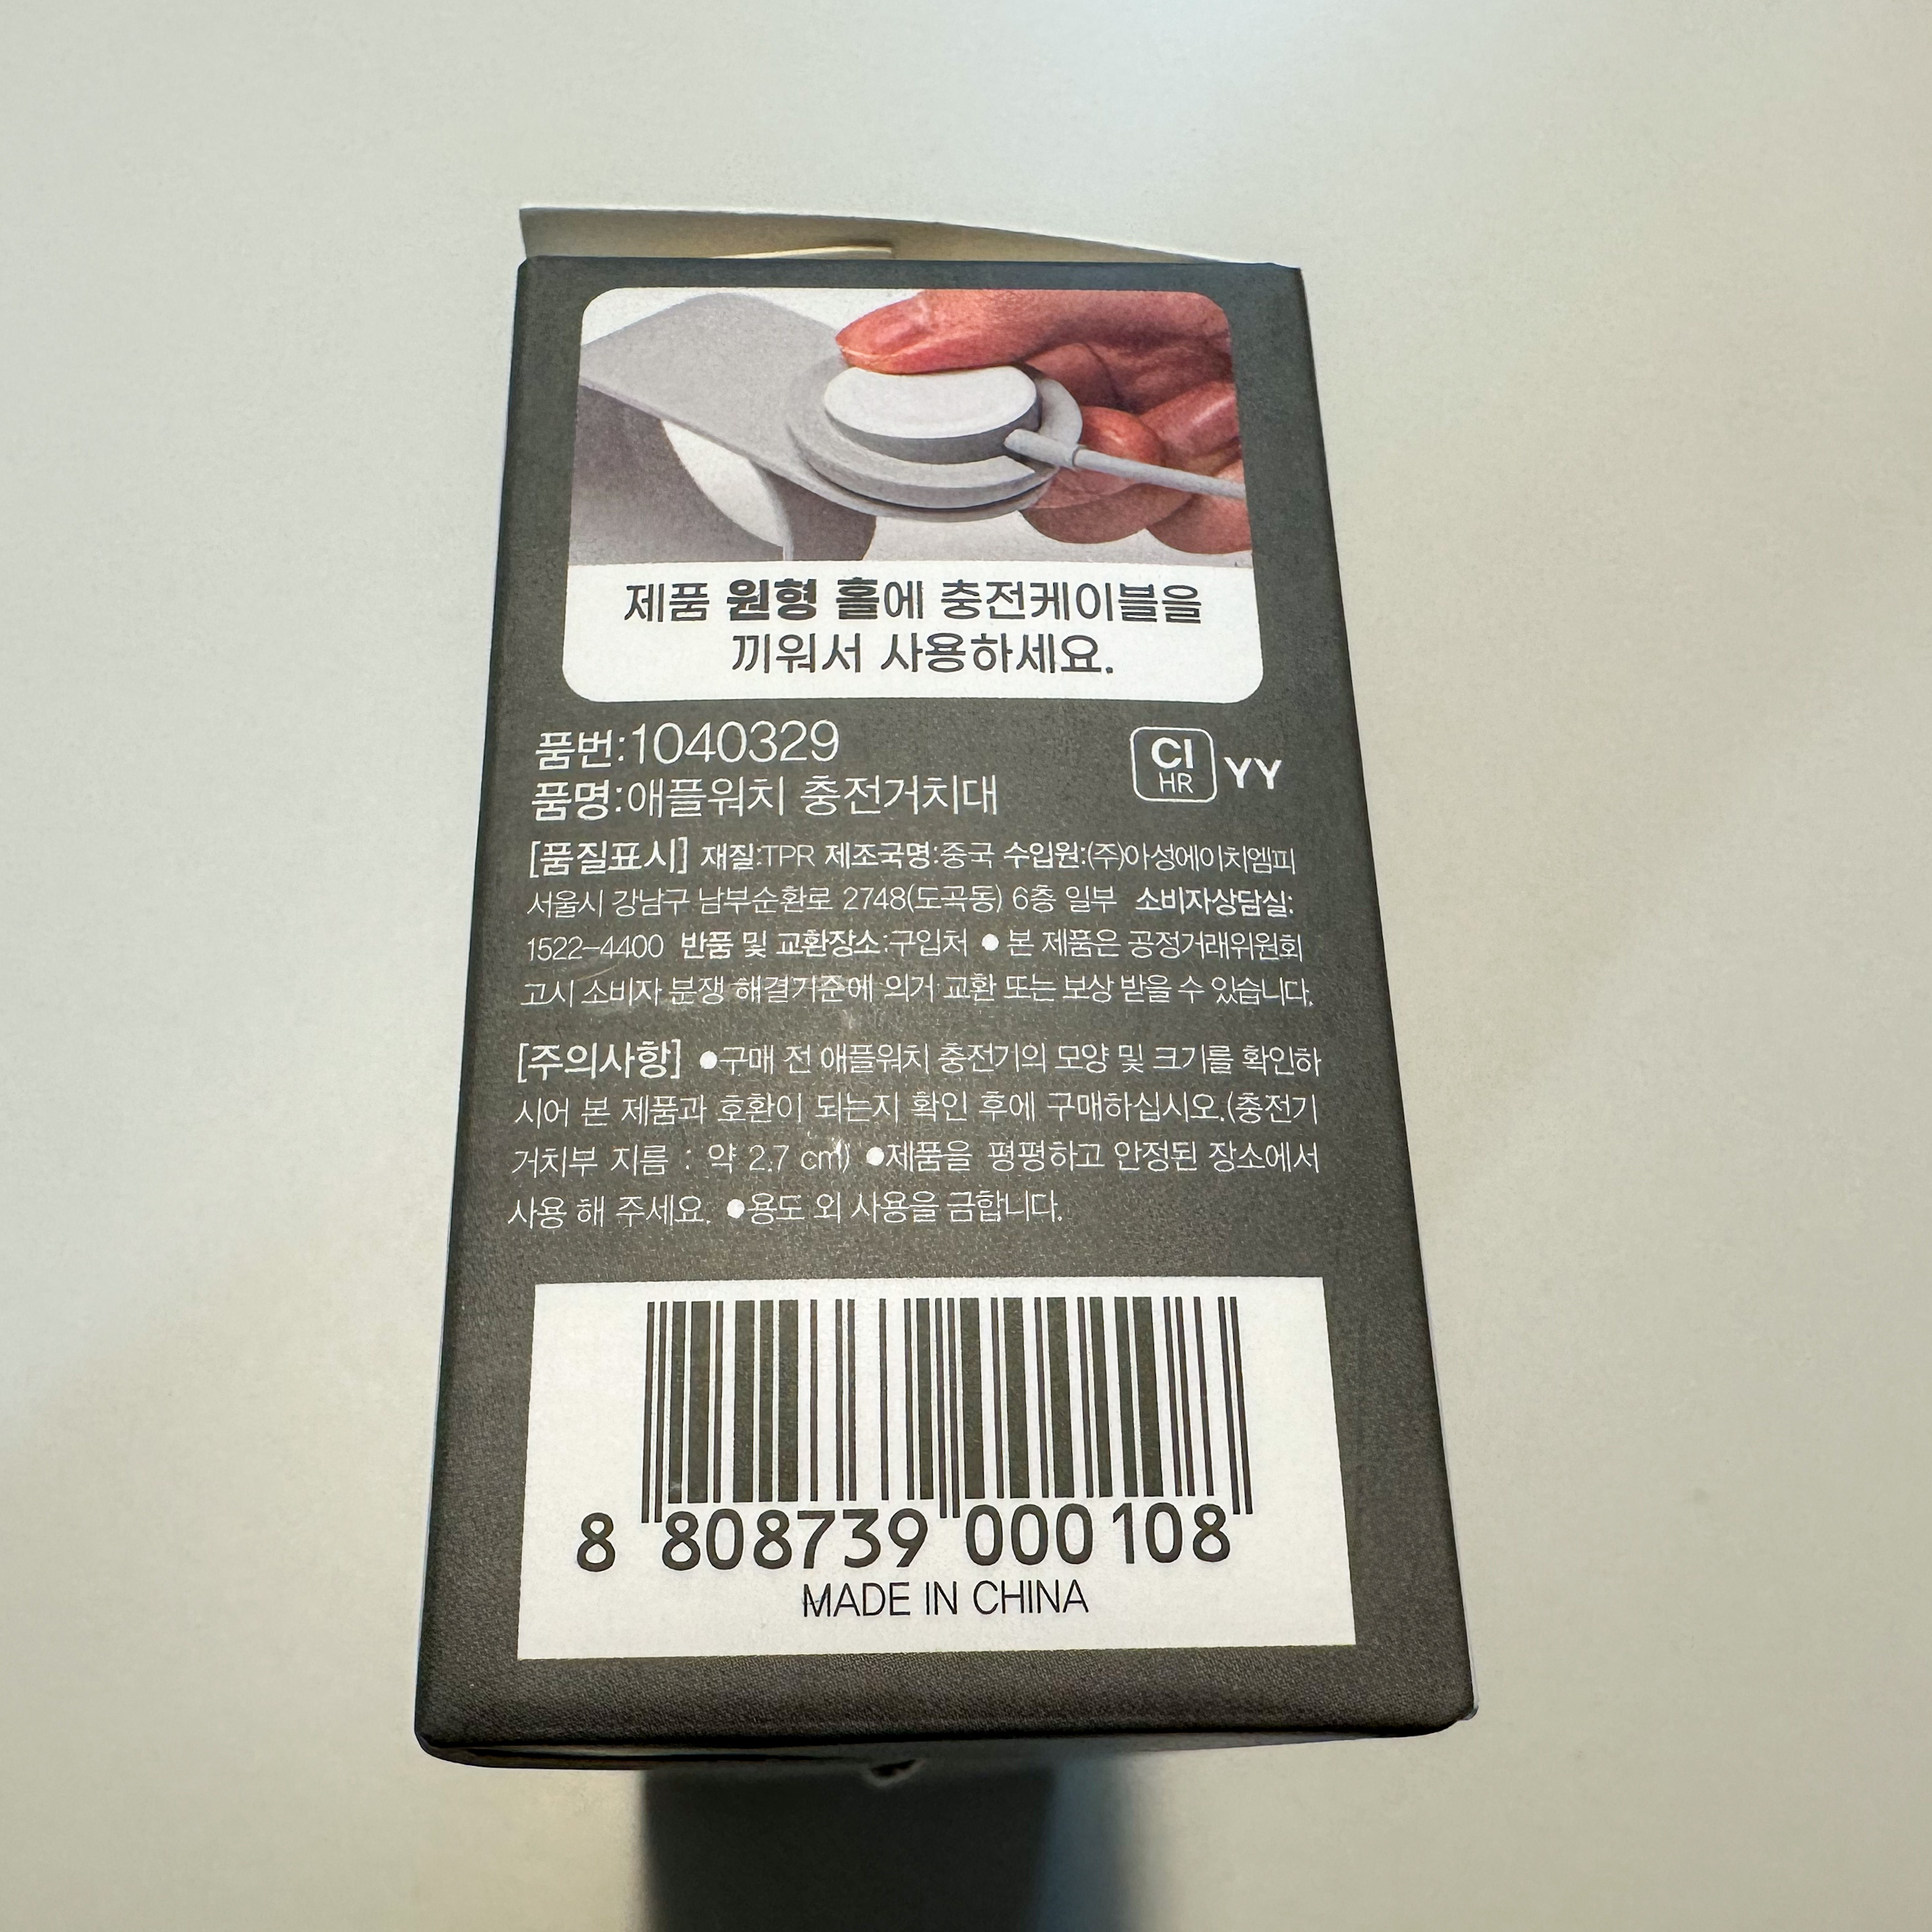 제품 원형 홀에 충전케이블을
끼워서 사용하세요.
품번:1040329
품명:애플워치 충전거치대
CI
HR
YY
[품질표시] 재질:TPR 제조국명:중국 수입원:(주)아성에이치엠피
서울시 강남구 남부순환로 2748(도곡동) 6층 일부 소비자상담실:
1522-4400 반품 및 교환장소:구입처 ● 본 제품은 공정거래위원회
고시 소비자 분쟁 해결기준에 의거 교환 또는 보상 받을 수 있습니다.
[주의사항] ●구매 전 애플워치 충전기의 모양 및 크기를 확인하
시어 본 제품과 호환이 되는지 확인 후에 구매하십시오.(충전기
거치부 지름 : 약 2.7 cm) ●제품을 평평하고 안정된 장소에서
사용 해 주세요. ●용도 외 사용을 금합니다.
8 808739 000108
MADE IN CHINA